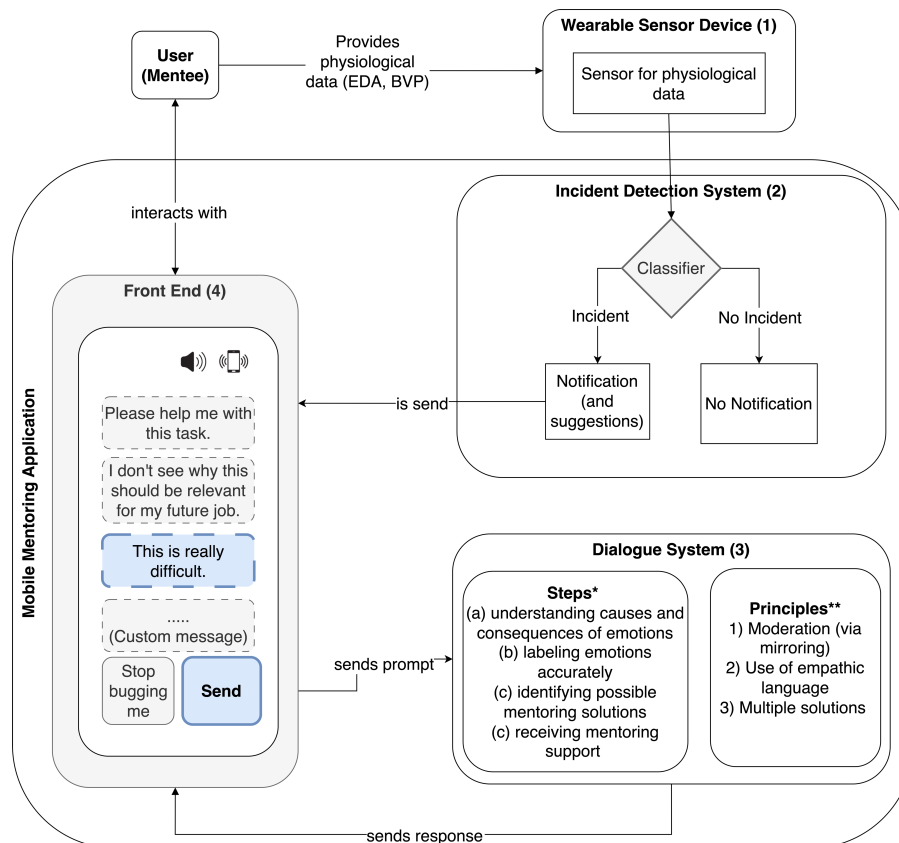 Wearable Sensor Device (1)
User
(Mentee)
Provides
physiological
data (EDA, BVP)
Sensor for physiological
data
interacts with
Incident Detection System (2)
Classifier
Incident
No Incident
Notification
(and
suggestions)
No Notification
is send
Mobile Mentoring Application
Front End (4)
Please help me with
this task.
I don't see why this
should be relevant
for my future job.
This is really
difficult.
.....
(Custom message)
Stop
bugging
me
Send
sends prompt
Dialogue System (3)
Steps*
(a) understanding causes and
consequences of emotions
(b) labeling emotions
accurately
(c) identifying possible
mentoring solutions
(c) receiving mentoring
support
Principles**
1) Moderation (via
mirroring)
2) Use of empathic
language
3) Multiple solutions
sends response